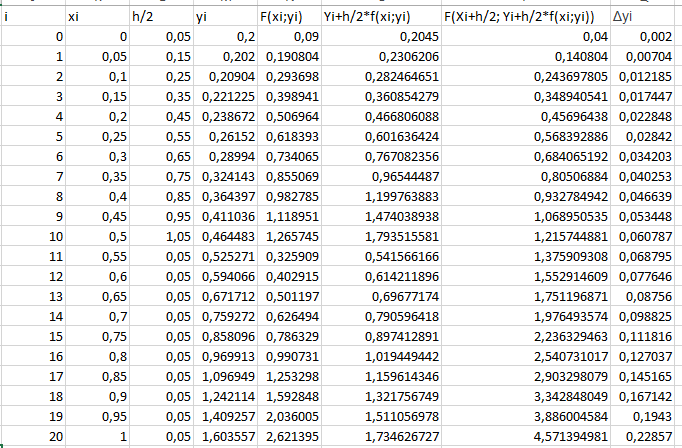 i xi h/2 yi F(xi;yi) Yi+h/2*f(xi;yi) F(Xi+h/2; Yi+h/2*f(xi;yi)) Δyi
0 0 0,05 0,2 0,09 0,2045 0,04 0,002
1 0,05 0,15 0,202 0,190804 0,2306206 0,140804 0,00704
2 0,1 0,25 0,20904 0,293698 0,282464651 0,243697805 0,012185
3 0,15 0,35 0,221225 0,398941 0,360854279 0,348940541 0,017447
4 0,2 0,45 0,238672 0,506964 0,466806088 0,45696438 0,022848
5 0,25 0,55 0,26152 0,618393 0,601636424 0,568392886 0,02842
6 0,3 0,65 0,28994 0,734065 0,767082356 0,684065192 0,034203
7 0,35 0,75 0,324143 0,855069 0,96544487 0,80506884 0,040253
8 0,4 0,85 0,364397 0,982785 1,199763883 0,932784942 0,046639
9 0,45 0,95 0,411036 1,118951 1,474038938 1,068950535 0,053448
10 0,5 1,05 0,464483 1,265745 1,793515581 1,215744881 0,060787
11 0,55 0,05 0,525271 0,325909 0,541566166 1,375909308 0,068795
12 0,6 0,05 0,594066 0,402915 0,614211896 1,552914609 0,077646
13 0,65 0,05 0,671712 0,501197 0,69677174 1,751196871 0,08756
14 0,7 0,05 0,759272 0,626494 0,790596418 1,976493574 0,098825
15 0,75 0,05 0,858096 0,786329 0,897412891 2,236329463 0,111816
16 0,8 0,05 0,969913 0,990731 1,019449442 2,540731017 0,127037
17 0,85 0,05 1,096949 1,253298 1,159614346 2,903298079 0,145165
18 0,9 0,05 1,242114 1,592848 1,321756749 3,342848049 0,167142
19 0,95 0,05 1,409257 2,036005 1,511056978 3,886004584 0,1943
20 1 0,05 1,603557 2,621395 1,734626727 4,571394981 0,22857